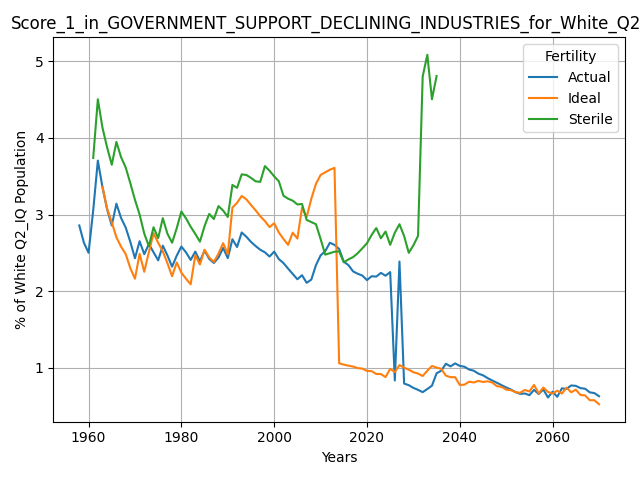 Score_1_in_GOVERNMENT_SUPPORT_DECLINING_INDUSTRIES_for_White_Q2
Fertility
Actual
Ideal
Sterile
% of White Q2_IQ Population
5
4
3
2
1
1960 1980 2000 2020 2040 2060
Years